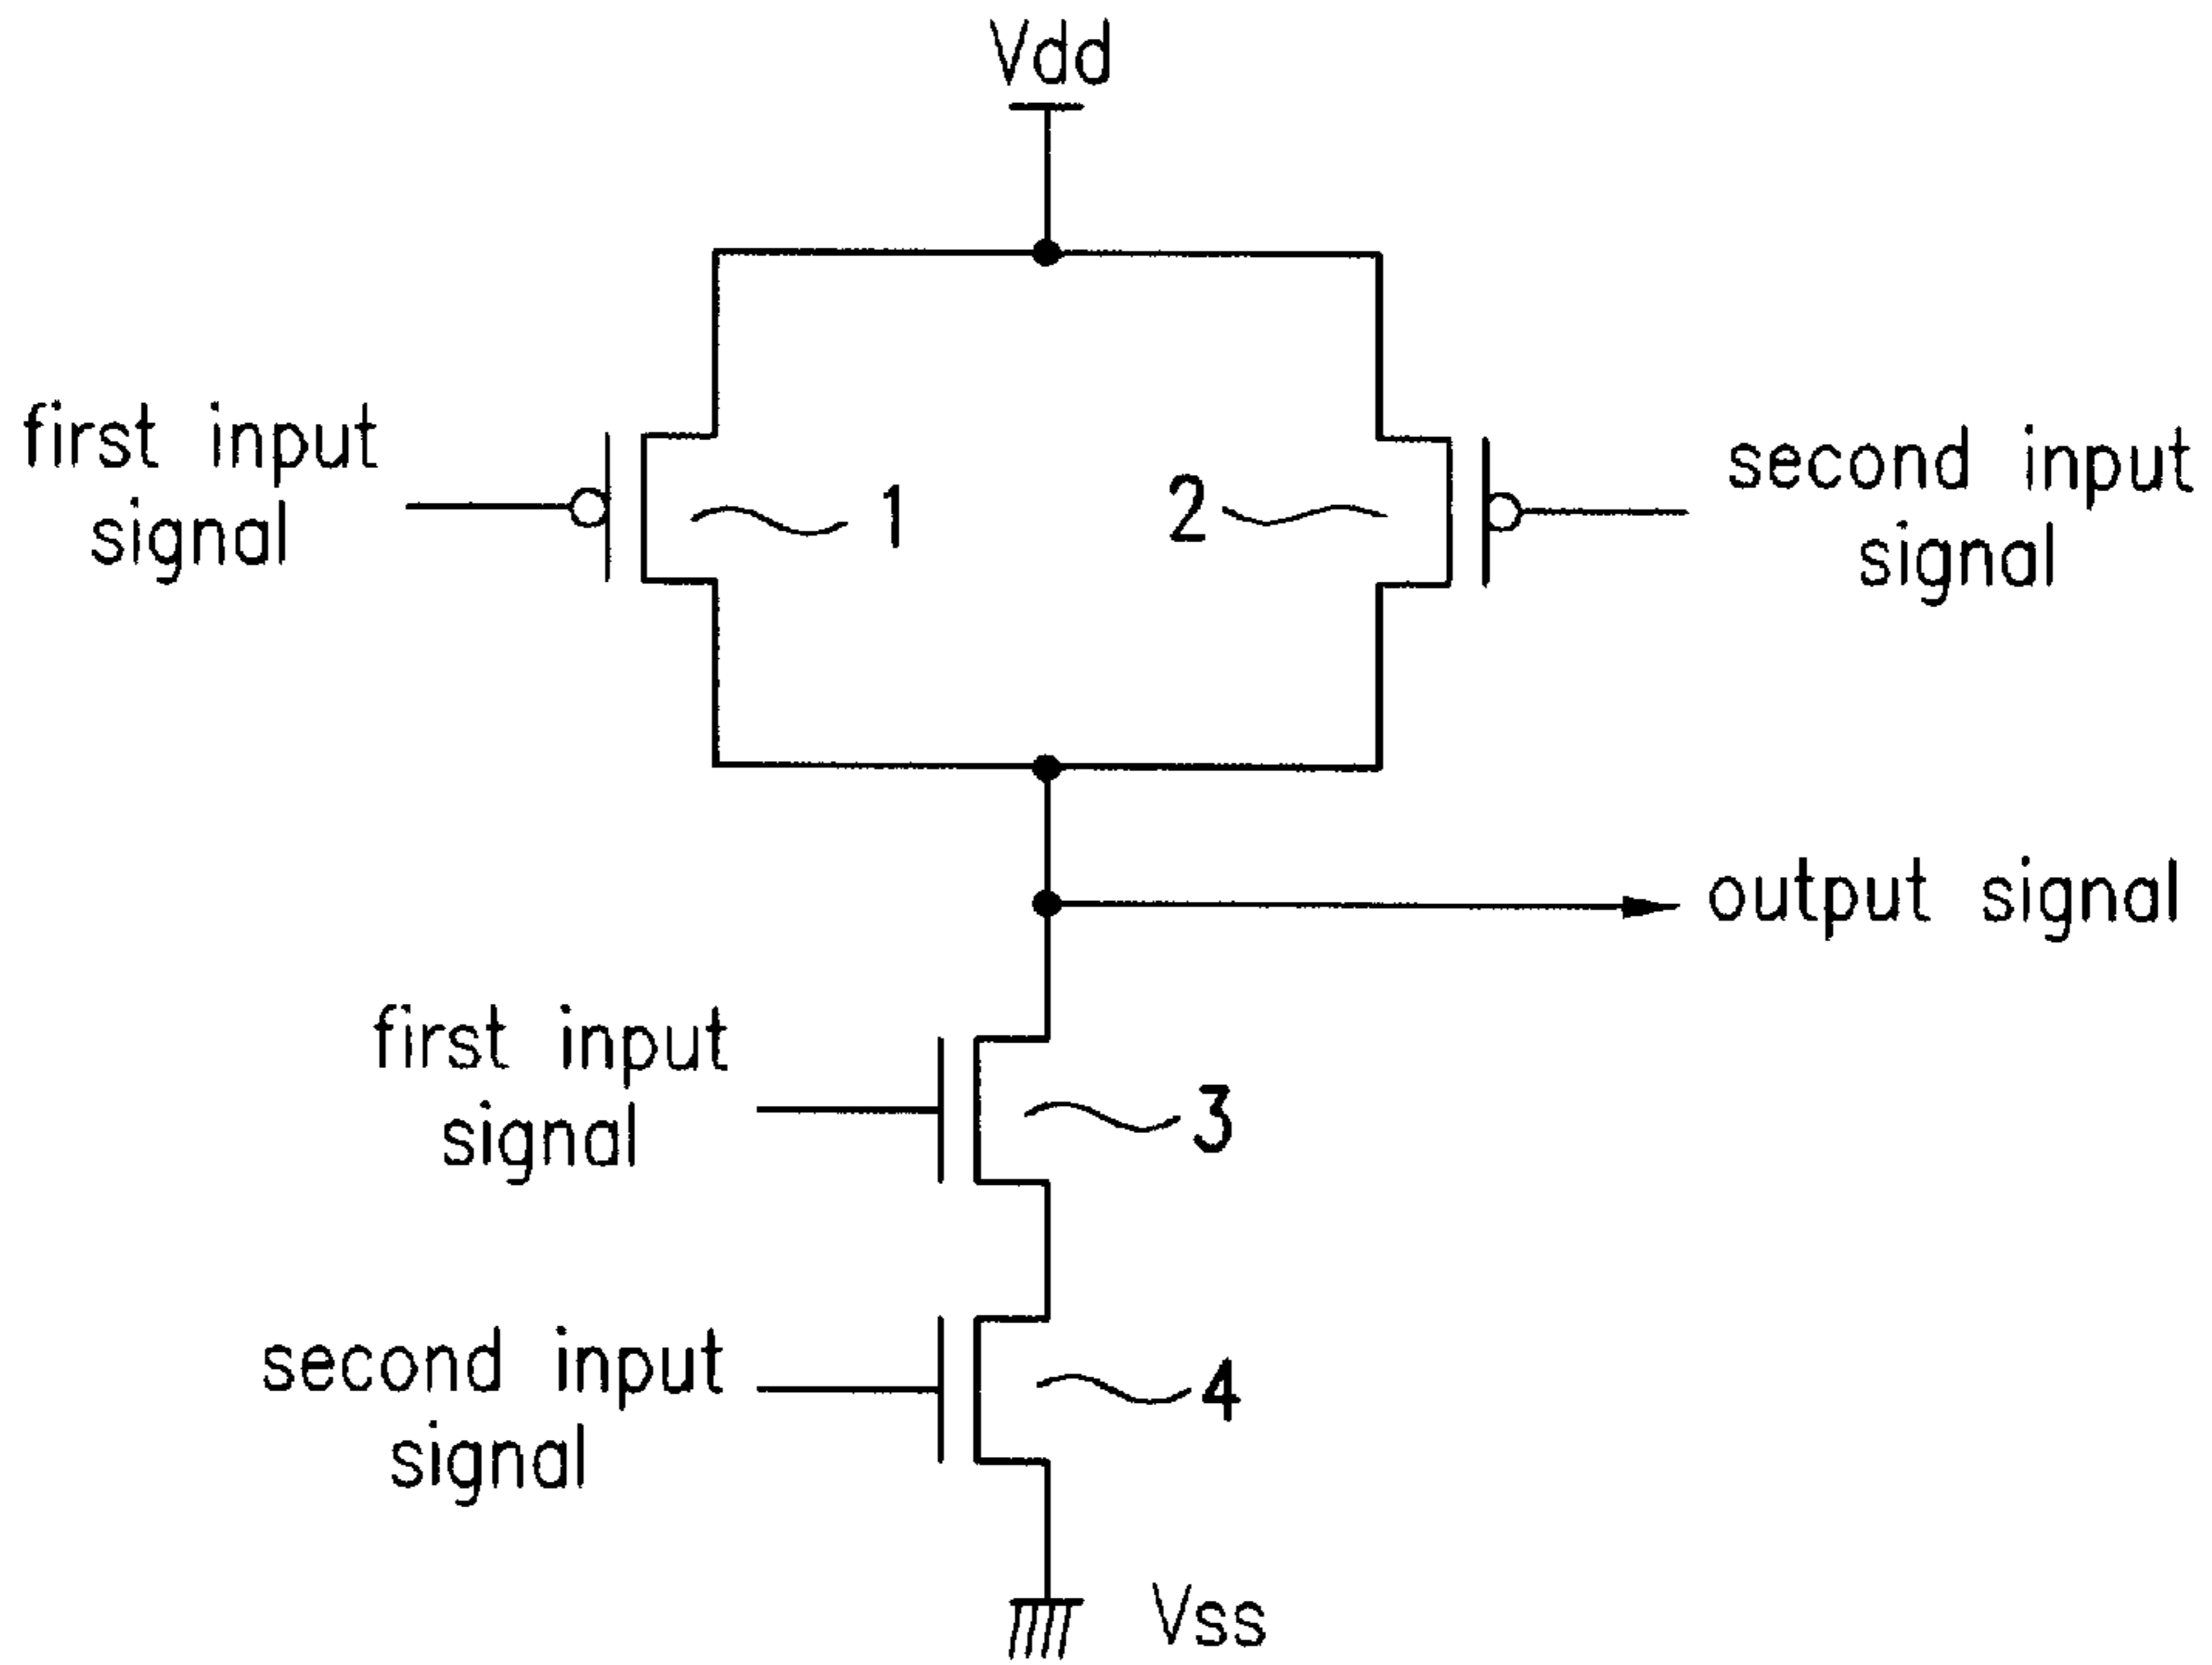 Vdd
first input
signal
1
2
second input
signal
output signal
first input
signal
3
second input
signal
4
Vss